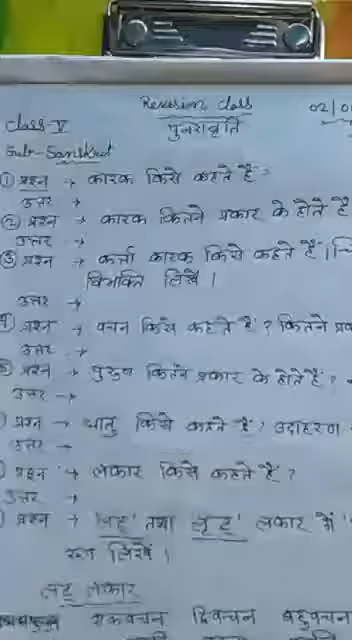 Revision class 02/0
Class-V पुनरावृति
Sub-Sanskrit
① प्रश्न → कारक किसे कहते हैं
उत्तर →
② प्रश्न → कारक कितने प्रकार के होते हैं
उत्तर →
③ प्रश्न → कर्त्ता कारक किसे कहते हैं ।
विभक्ति लिखें ।
उत्तर →
प्रश्न → वचन किसे कहते हैं ? कितने प्रका
उत्तर →
प्रश्न → पुरुष कितने प्रकार के होते हैं ?
उत्तर →
प्रश्न → धातु किसे कहते हैं ? उदाहरण
उत्तर →
प्रश्न → लकार किसे कहते हैं ?
उत्तर →
प्रश्न → 'लट्' तथा 'लृट्' लकार में
रूप लिखें ।
लट् लकार
एकवचन द्विवचन बहुवचन